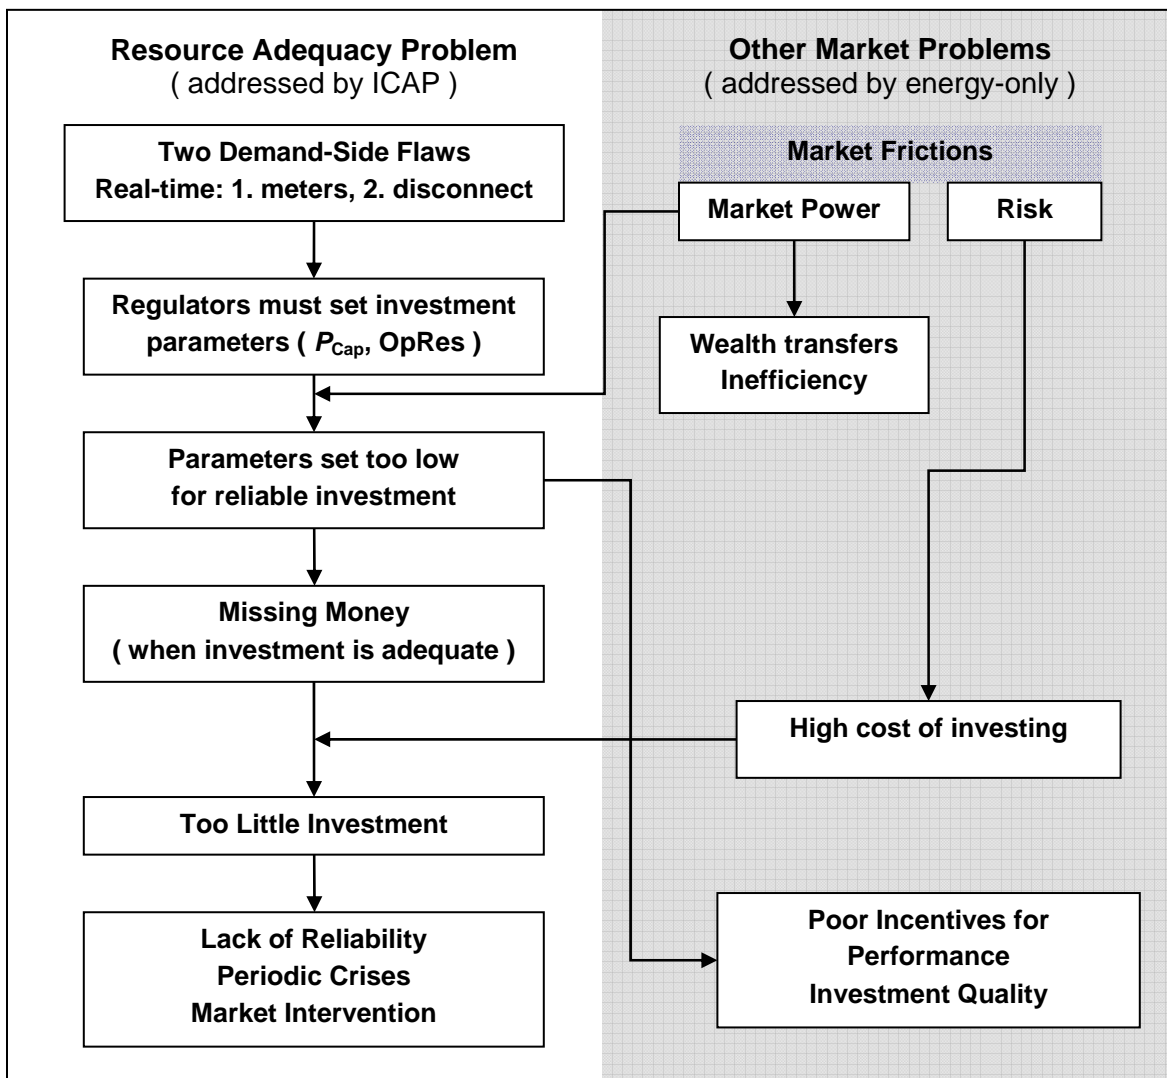 Resource Adequacy Problem
( addressed by ICAP )
Two Demand-Side Flaws
Real-time: 1. meters, 2. disconnect
Regulators must set investment
parameters ( PCap, OpRes )
Parameters set too low
for reliable investment
Missing Money
( when investment is adequate )
Too Little Investment
Lack of Reliability
Periodic Crises
Market Intervention
Other Market Problems
( addressed by energy-only )
Market Frictions
Market Power
Risk
Wealth transfers
Inefficiency
High cost of investing
Poor Incentives for
Performance
Investment Quality